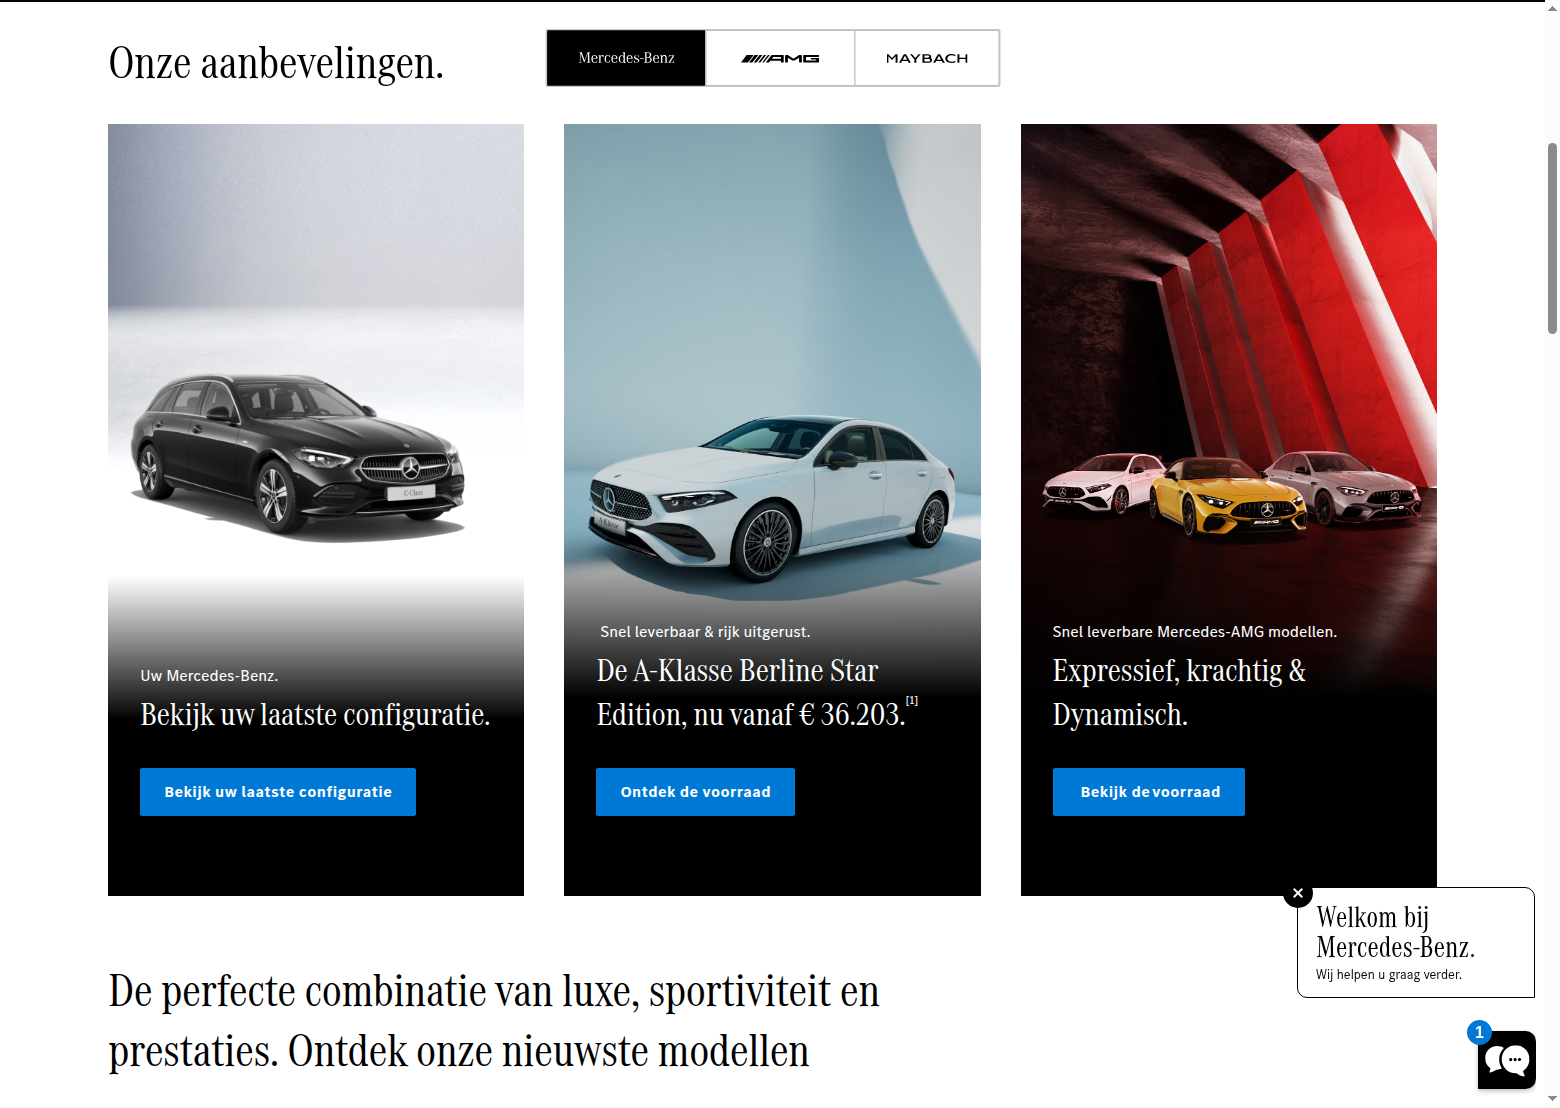 Onze aanbevelingen.
Mercedes-Benz
AMG
MAYBACH
C-Class
Uw Mercedes-Benz.
Bekijk uw laatste configuratie.
Bekijk uw laatste configuratie
A-Klasse
Snel leverbaar & rijk uitgerust.
De A-Klasse Berline Star
Edition, nu vanaf € 36.203.[1]
Ontdek de voorraad
AMG
Snel leverbare Mercedes-AMG modellen.
Expressief, krachtig &
Dynamisch.
Bekijk de voorraad
Welkom bij
Mercedes-Benz.
Wij helpen u graag verder.
De perfecte combinatie van luxe, sportiviteit en
prestaties. Ontdek onze nieuwste modellen
1